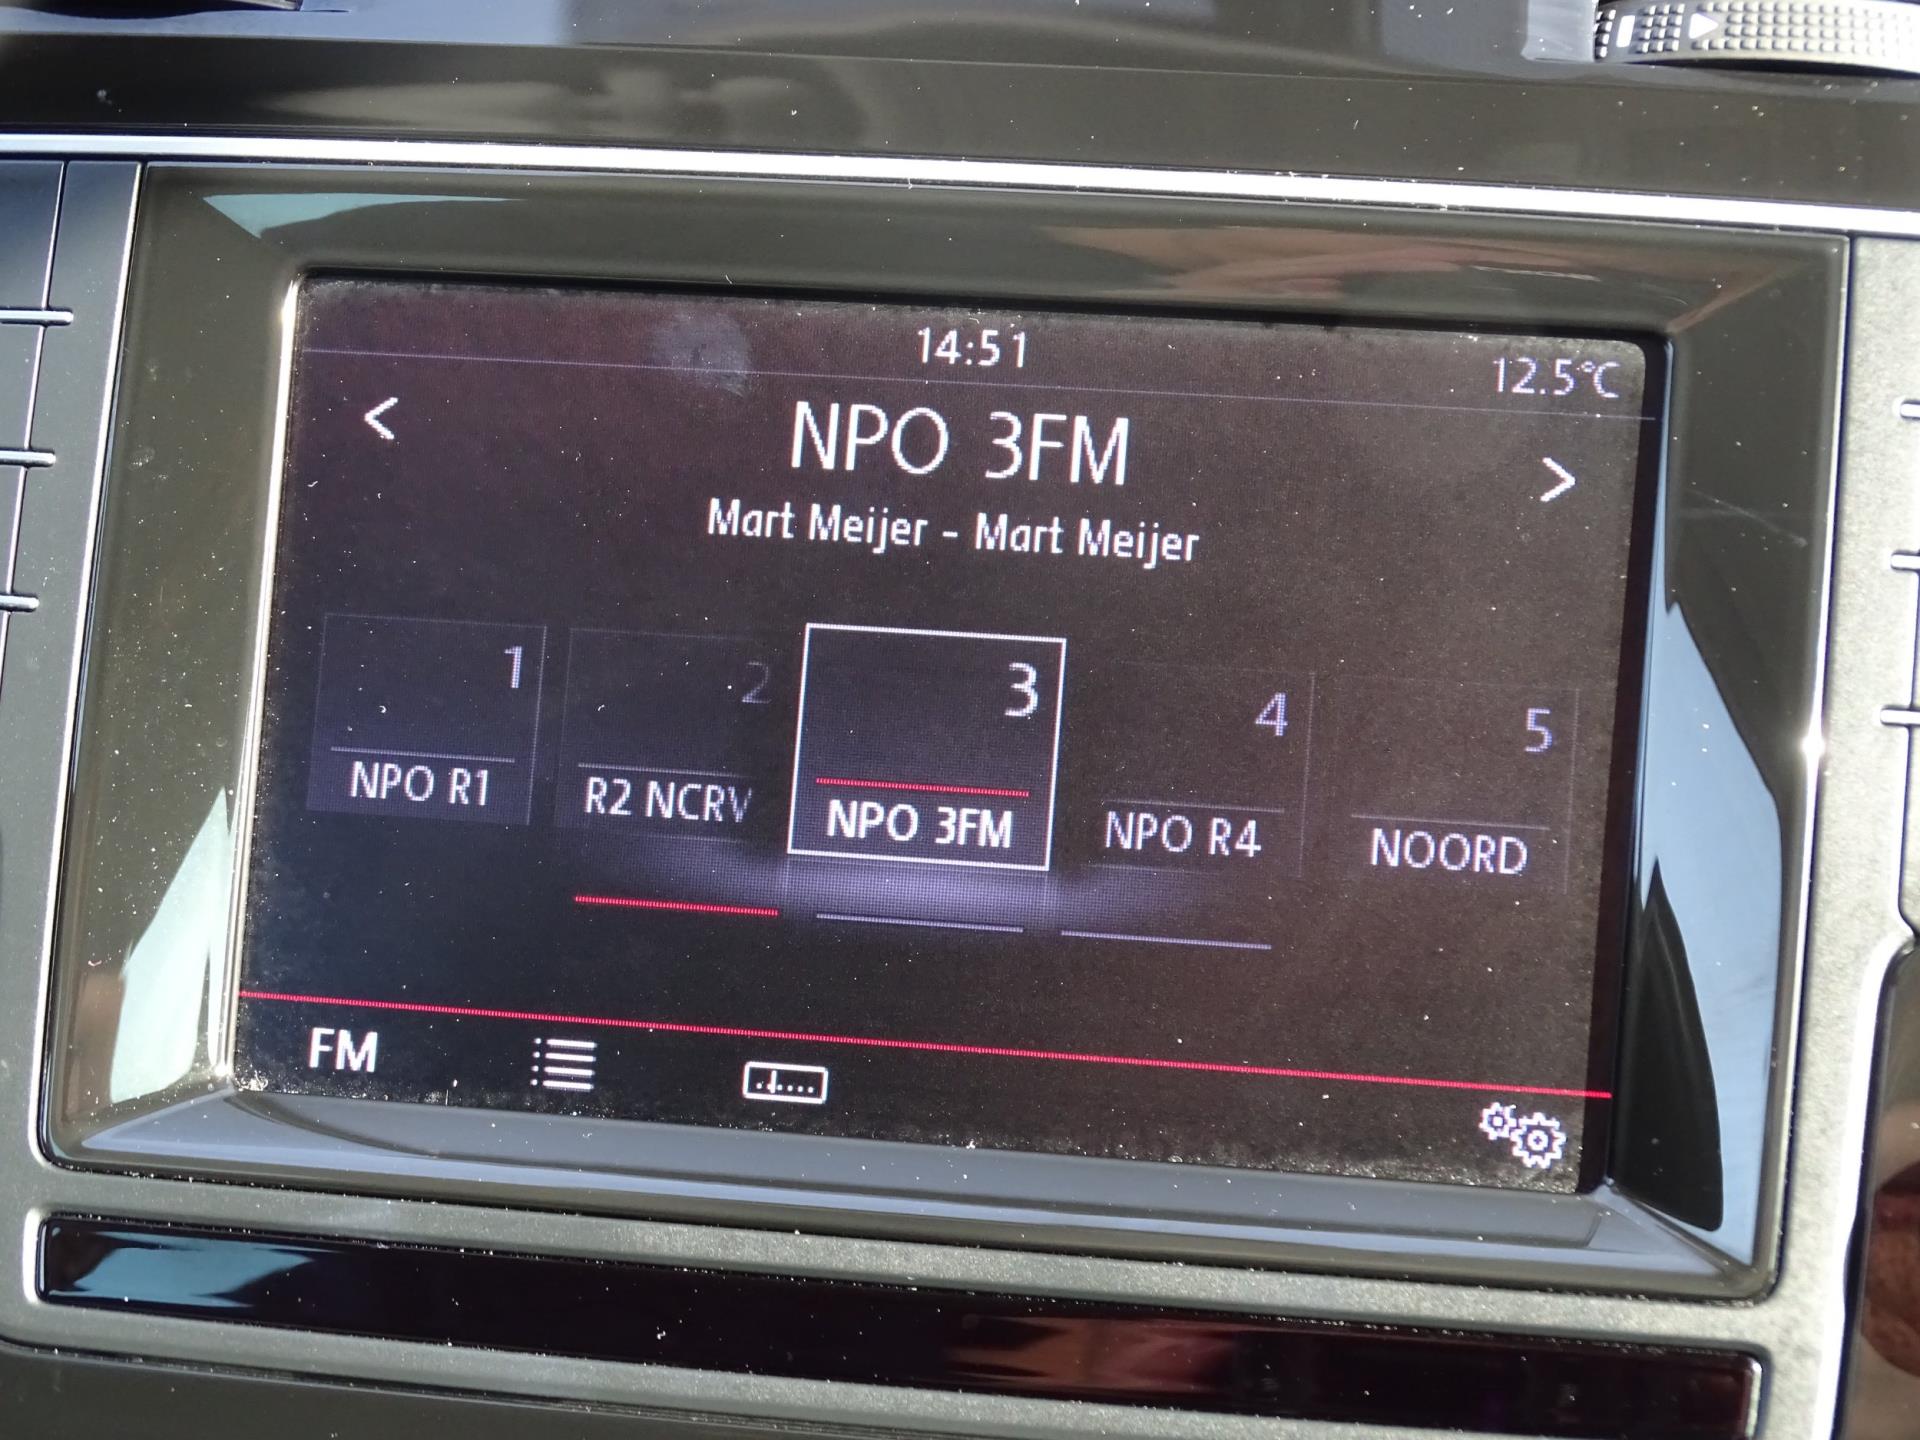 14:51
12.5°C
< NPO 3FM >
Mart Meijer - Mart Meijer
1 2 3 4 5
NPO R1 R2 NCRV NPO 3FM NPO R4 NOORD
FM